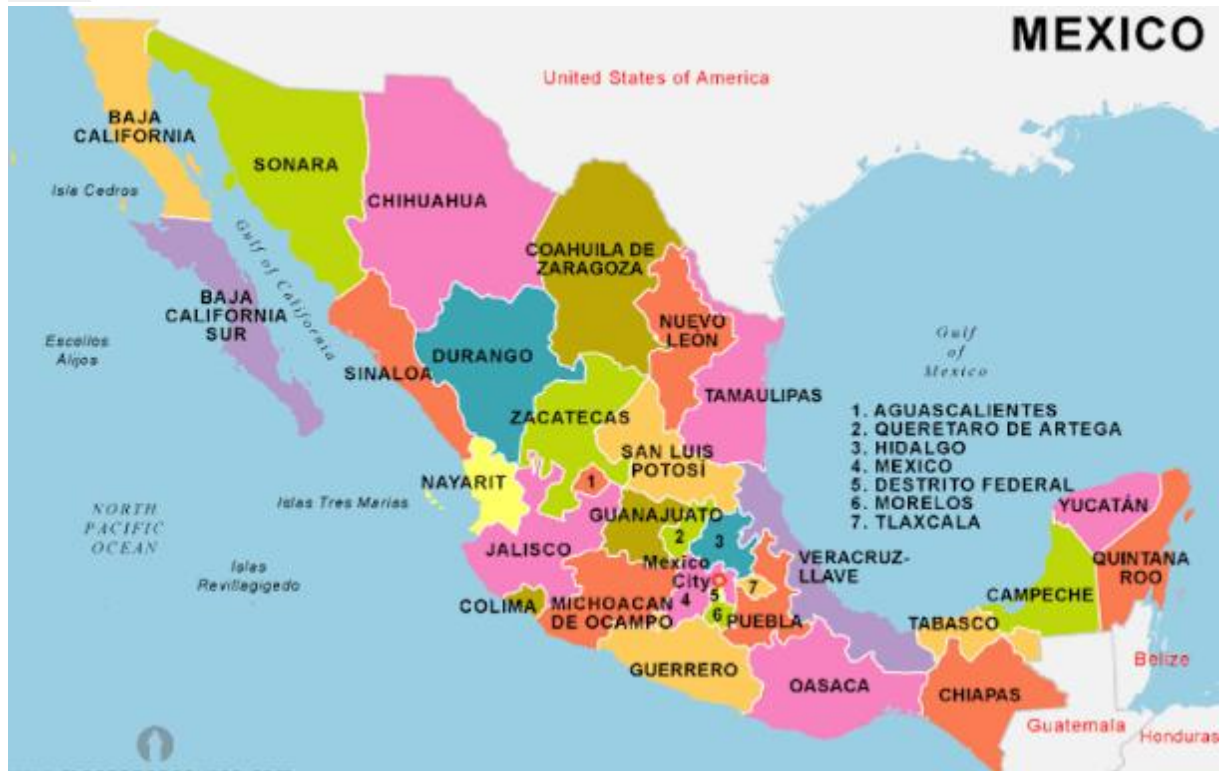 MEXICO
United States of America
BAJA
CALIFORNIA
SONARA
Isla Cedros
CHIHUAHUA
Gulf of California
COAHUILA DE
ZARAGOZA
BAJA
CALIFORNIA
SUR
NUEVO
LEÓN
Escollos
Alijos
DURANGO
SINALOA
Gulf
of
Mexico
TAMAULIPAS
ZACATECAS
1. AGUASCALIENTES
2. QUERETARO DE ARTEGA
3. HIDALGO
4. MEXICO
5. DESTRITO FEDERAL
6. MORELOS
7. TLAXCALA
SAN LUIS
POTOSÍ
NAYARIT
1
Islas Tres Marias
NORTH
PACIFIC
OCEAN
GUANAJUATO
YUCATÁN
2
3
JALISCO
Mexico
City
VERACRUZ-
LLAVE
QUINTANA
ROO
Islas
Revillagigedo
7
5
4
CAMPECHE
COLIMA
MICHOACAN
DE OCAMPO
6
PUEBLA
TABASCO
Belize
GUERRERO
OASACA
CHIAPAS
Guatemala
Honduras